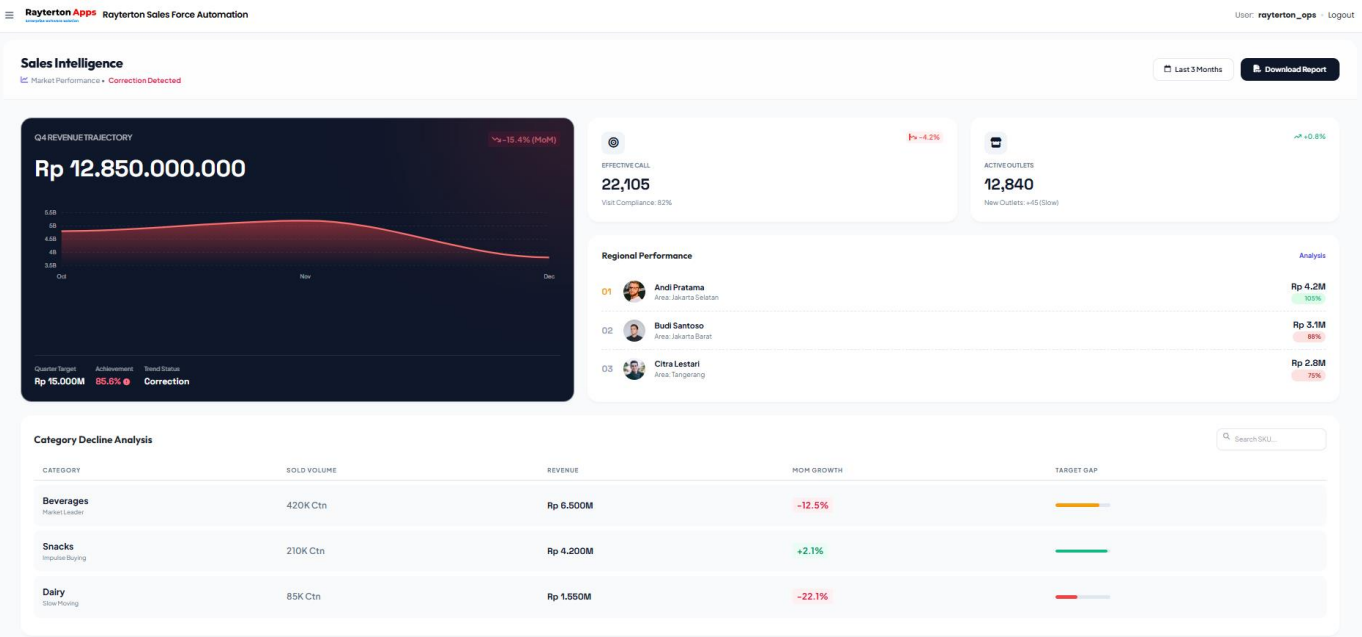 Rayterton Apps Rayterton Sales Force Automation
User: rayterton_ops • Logout
Sales Intelligence
Market Performance • Correction Detected
Last 3 Months
Download Report
Q4 REVENUE TRAJECTORY
-15.4% (MoM)
Rp 12.850.000.000
5.5B
5B
4.5B
4B
3.5B
Oct Nov Dec
Quarter Target Achievement Trend Status
Rp 15.000M 85.6% Correction
-4.2%
EFFECTIVE CALL
22,105
Visit Compliance: 82%
+0.8%
ACTIVE OUTLETS
12,840
New Outlets: +45 (Slow)
Regional Performance Analysis
01 Andi Pratama Rp 4.2M
Area: Jakarta Selatan 105%
02 Budi Santoso Rp 3.1M
Area: Jakarta Barat 88%
03 Citra Lestari Rp 2.8M
Area: Tangerang 75%
Category Decline Analysis
Search SKU...
CATEGORY SOLD VOLUME REVENUE MOM GROWTH TARGET GAP
Beverages 420K Ctn Rp 6.500M -12.5%
Market Leader
Snacks 210K Ctn Rp 4.200M +2.1%
Impulse Buying
Dairy 85K Ctn Rp 1.550M -22.1%
Slow Moving